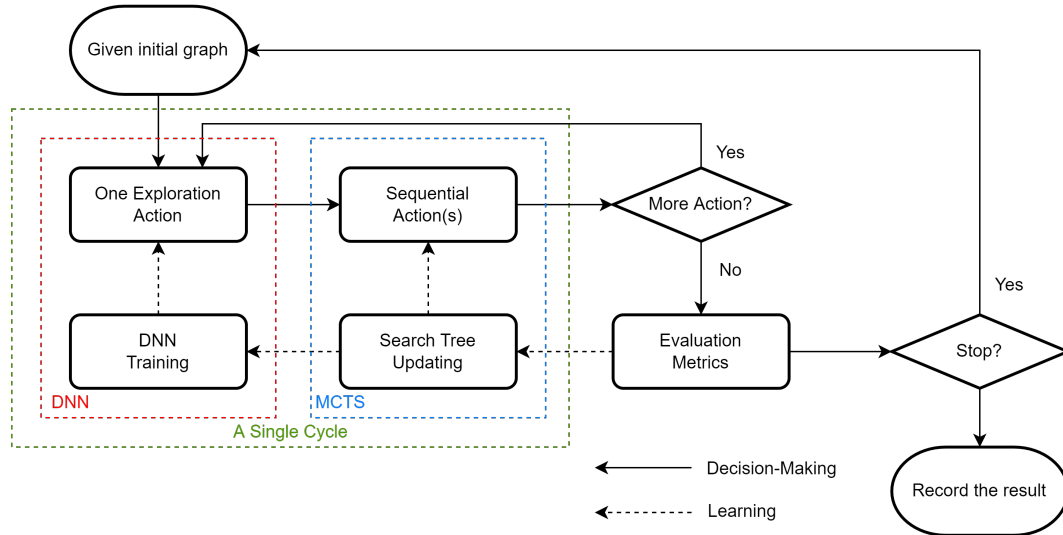 Given initial graph
Yes
One Exploration
Action
Sequential
Action(s)
More Action?
No
Yes
DNN
Training
Search Tree
Updating
Evaluation
Metrics
Stop?
DNN
MCTS
A Single Cycle
Decision-Making
Record the result
Learning